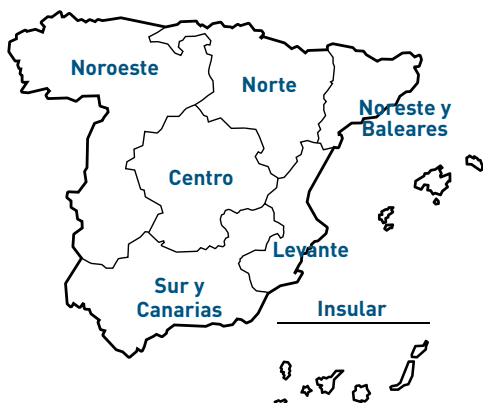 Noroeste
Norte
Noreste y
Baleares
Centro
Levante
Sur y
Canarias
Insular